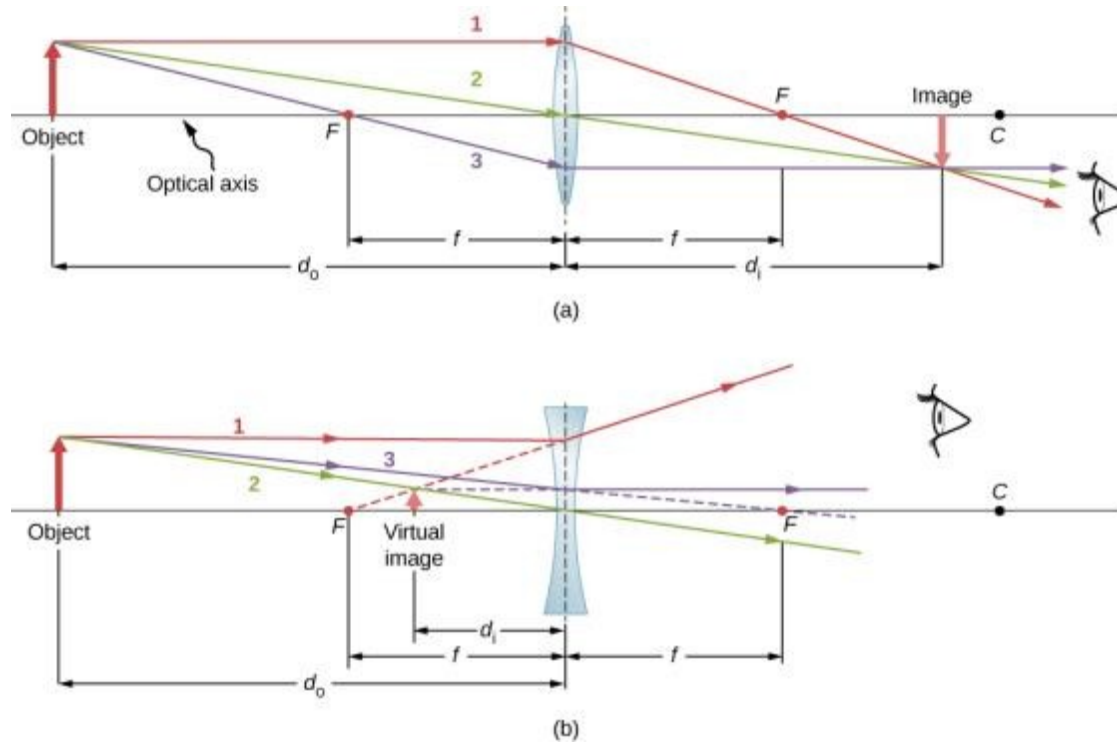 1
2
F
Image
Object
F
C
3
Optical axis
f
f
dₒ
dᵢ
(a)
1
3
2
C
Object
F
Virtual
image
F
dᵢ
f
f
dₒ
(b)